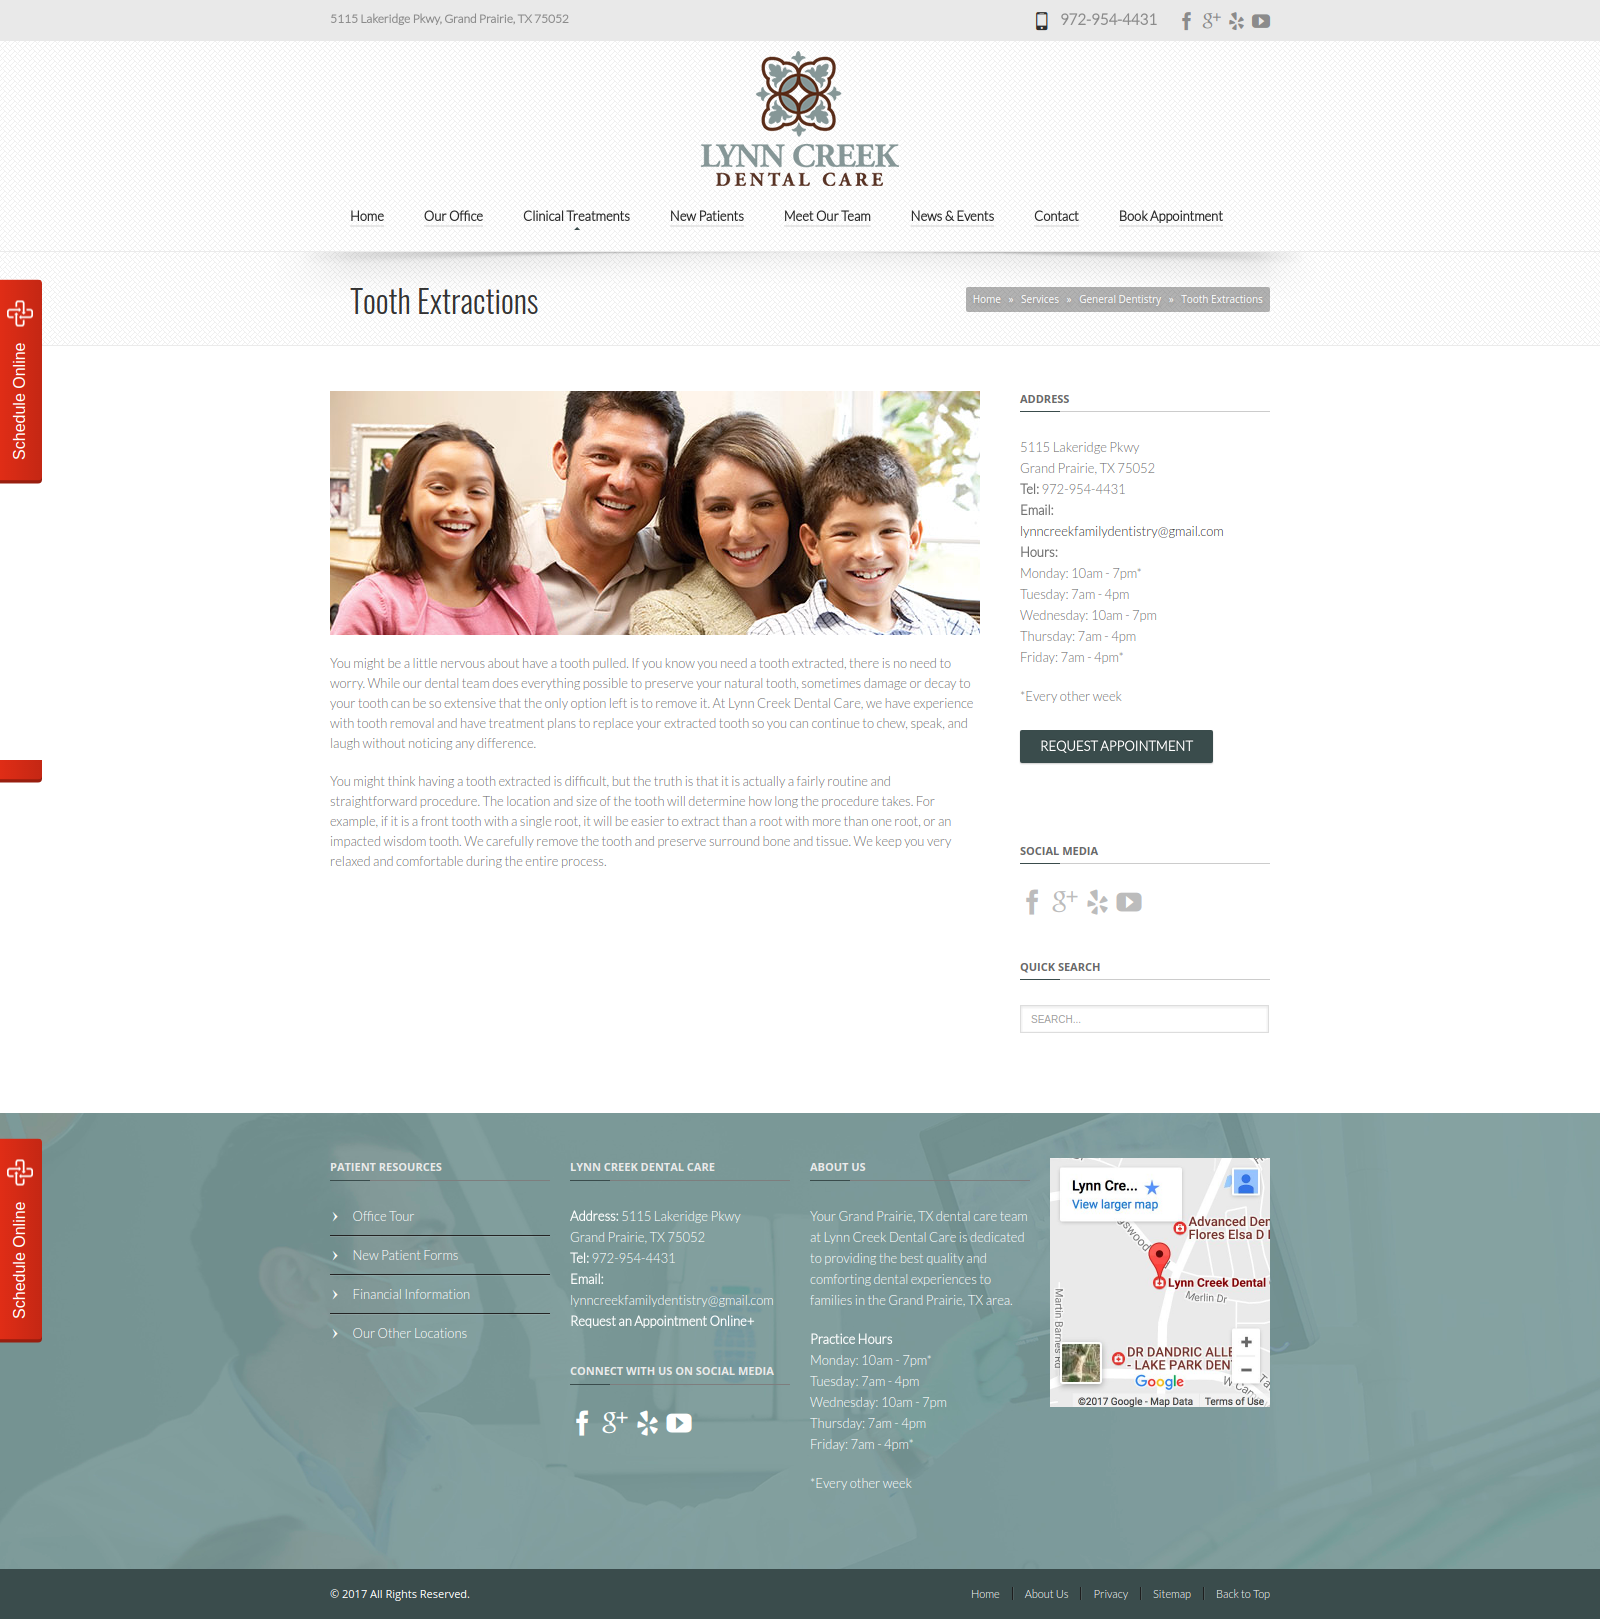 5115 Lakeridge Pkwy, Grand Prairie, TX 75052
972-954-4431
LYNN CREEK
DENTAL CARE
Home Our Office Clinical Treatments New Patients Meet Our Team News & Events Contact Book Appointment
Tooth Extractions
Home » Services » General Dentistry » Tooth Extractions
Schedule Online
You might be a little nervous about have a tooth pulled. If you know you need a tooth extracted, there is no need to
worry. While our dental team does everything possible to preserve your natural tooth, sometimes damage or decay to
your tooth can be so extensive that the only option left is to remove it. At Lynn Creek Dental Care, we have experience
with tooth removal and have treatment plans to replace your extracted tooth so you can continue to chew, speak, and
laugh without noticing any difference.
You might think having a tooth extracted is difficult, but the truth is that it is actually a fairly routine and
straightforward procedure. The location and size of the tooth will determine how long the procedure takes. For
example, if it is a front tooth with a single root, it will be easier to extract than a root with more than one root, or an
impacted wisdom tooth. We carefully remove the tooth and preserve surround bone and tissue. We keep you very
relaxed and comfortable during the entire process.
ADDRESS
5115 Lakeridge Pkwy
Grand Prairie, TX 75052
Tel: 972-954-4431
Email:
lynncreekfamilydentistry@gmail.com
Hours:
Monday: 10am - 7pm*
Tuesday: 7am - 4pm
Wednesday: 10am - 7pm
Thursday: 7am - 4pm
Friday: 7am - 4pm*
*Every other week
REQUEST APPOINTMENT
SOCIAL MEDIA
QUICK SEARCH
SEARCH...
Schedule Online
PATIENT RESOURCES
Office Tour
New Patient Forms
Financial Information
Our Other Locations
LYNN CREEK DENTAL CARE
Address: 5115 Lakeridge Pkwy
Grand Prairie, TX 75052
Tel: 972-954-4431
Email:
lynncreekfamilydentistry@gmail.com
Request an Appointment Online+
CONNECT WITH US ON SOCIAL MEDIA
ABOUT US
Your Grand Prairie, TX dental care team
at Lynn Creek Dental Care is dedicated
to providing the best quality and
comforting dental experiences to
families in the Grand Prairie, TX area.
Practice Hours
Monday: 10am - 7pm*
Tuesday: 7am - 4pm
Wednesday: 10am - 7pm
Thursday: 7am - 4pm
Friday: 7am - 4pm*
*Every other week
Lynn Cre...
View larger map
Advanced Den
Flores Elsa D
Lynn Creek Dental
Merlin Dr
Martin Barnes Rd
DR DANDRIC ALLE
- LAKE PARK DEN
Google
©2017 Google - Map Data Terms of Use
© 2017 All Rights Reserved.
Home About Us Privacy Sitemap Back to Top